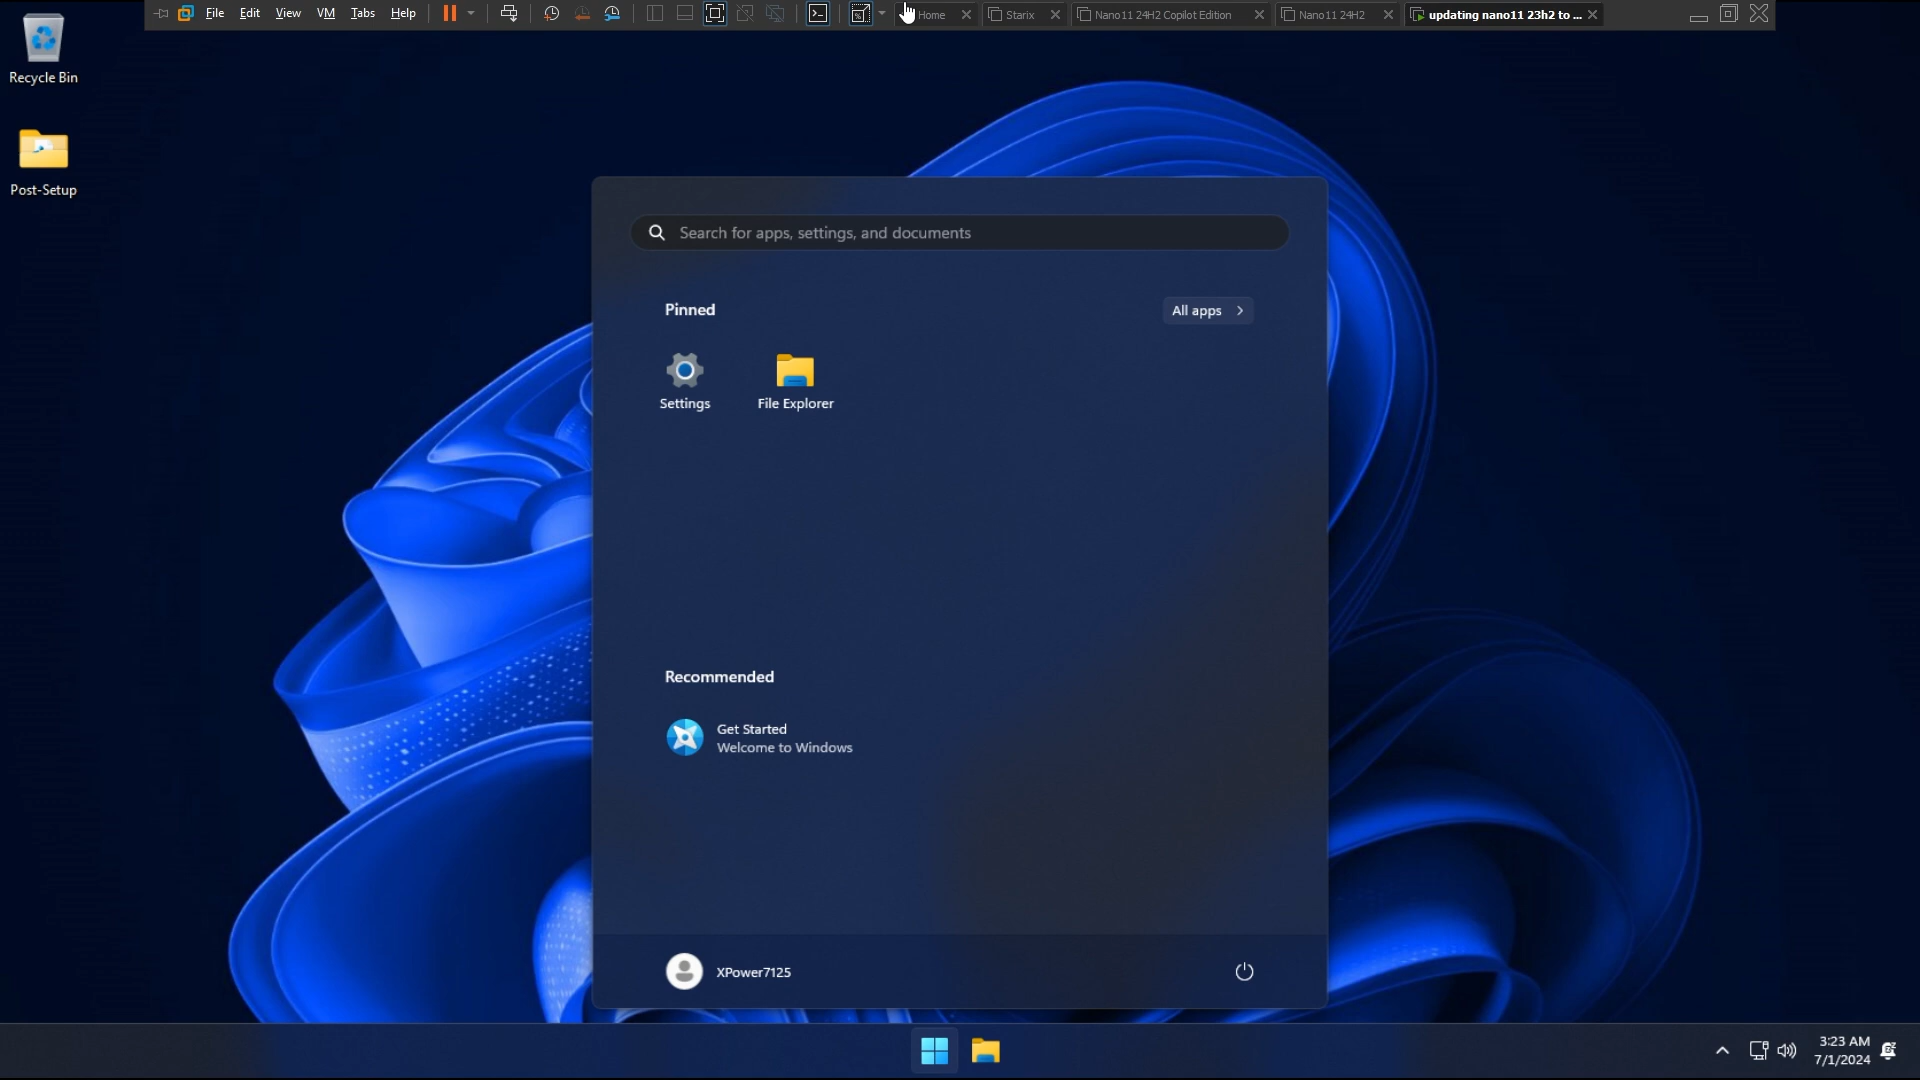 File Edit View VM Tabs Help
Home
Starix
Nano11 24H2 Copilot Edition
Nano11 24H2
updating nano11 23h2 to ...
Recycle Bin
Post-Setup
Search for apps, settings, and documents
Pinned
All apps
Settings
File Explorer
Recommended
Get Started
Welcome to Windows
XPower7125
3:23 AM
7/1/2024